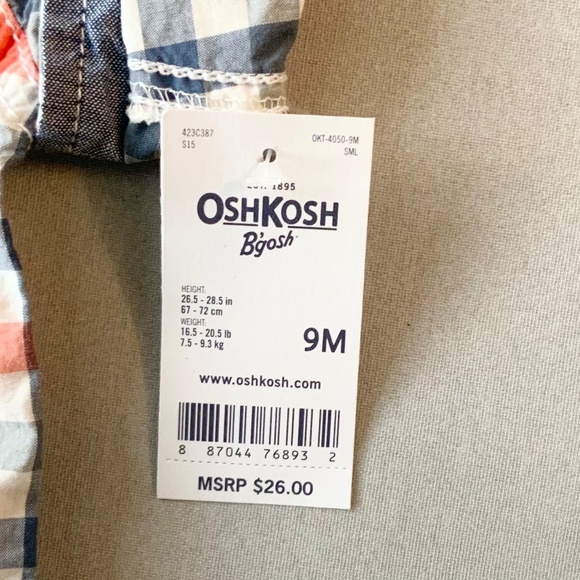 423C387
S15
OKT-4050-9M
SML
EST. 1895
OSHKOSH
B'gosh
HEIGHT:
26.5 - 28.5 in
67 - 72 cm
WEIGHT:
16.5 - 20.5 lb
7.5 - 9.3 kg
9M
www.oshkosh.com
8 87044 76893 2
MSRP $26.00